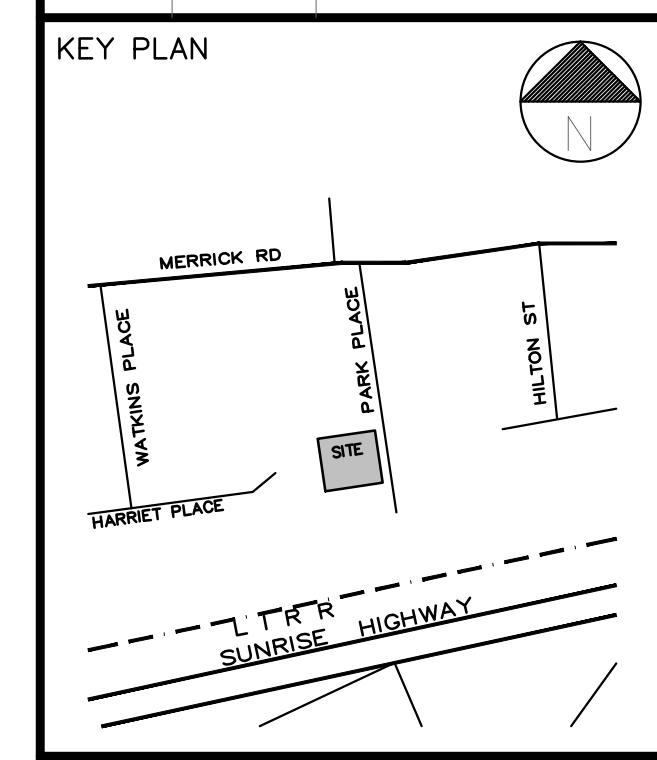 KEY PLAN
N
MERRICK RD
WATKINS PLACE
PARK PLACE
HILTON ST
SITE
HARRIET PLACE
L I R R
SUNRISE HIGHWAY